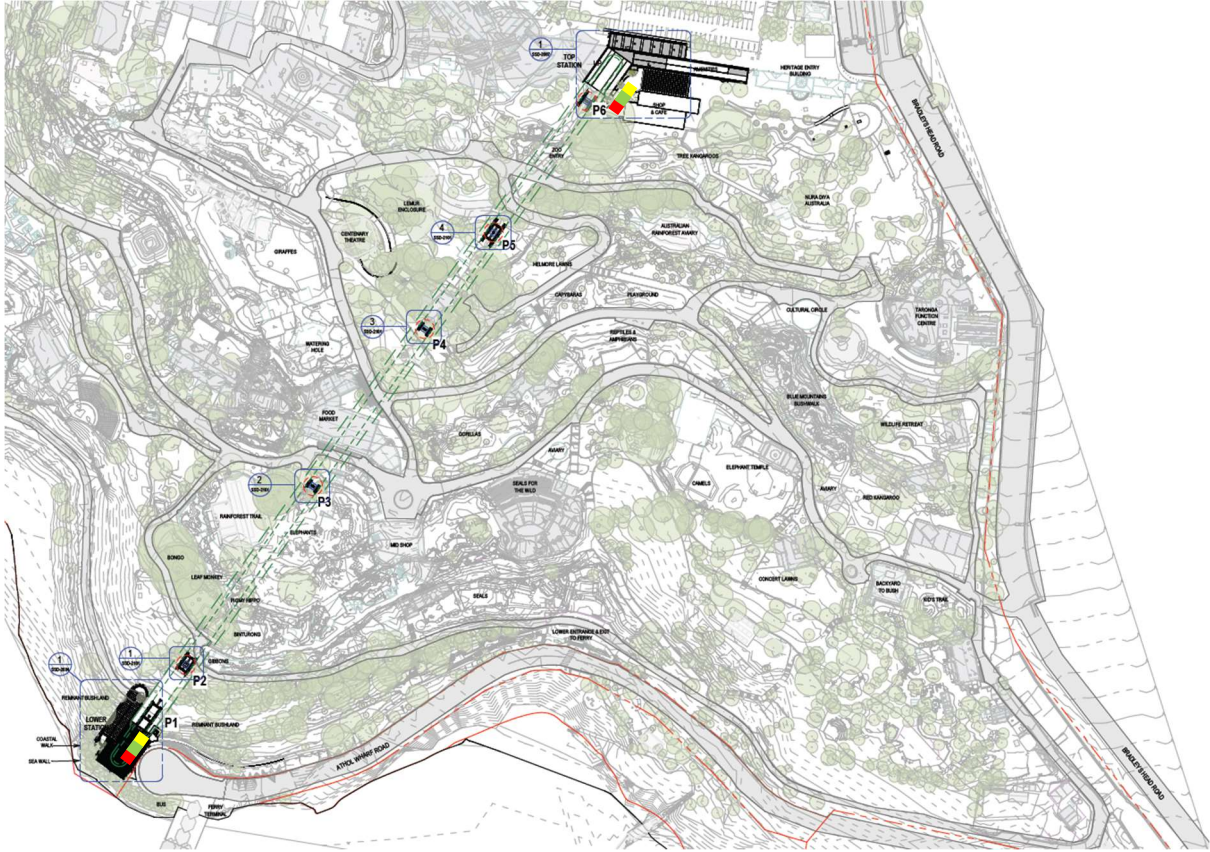 1
TOP
STATION
HERITAGE ENTRY
BUILDING
P6
SHOP
& CAFE
BRADLEYS HEAD ROAD
ZOO
ENTRY
TREE KANGAROOS
LEMUR
ENCLOSURE
NURA DIYA
AUSTRALIA
4
CENTENARY
THEATRE
P5
AUSTRALIAN
RAINFOREST AVIARY
GIRAFFES
HELMORE LAWNS
CAPYBARAS
PLAYGROUND
CULTURAL CIRCLE
TARONGA
FUNCTION
CENTRE
3
P4
REPTILES &
AMPHIBIANS
WATERING
HOLE
BLUE MOUNTAINS
BUSHWALK
FOOD
MARKET
WILDLIFE RETREAT
GORILLAS
AVIARY
ELEPHANT TEMPLE
2
P3
SEALS FOR
THE WILD
CAMELS
AVIARY
RED KANGAROO
RAINFOREST TRAIL
ELEPHANTS
MID SHOP
BONGO
LEAF MONKEY
CONCERT LAWNS
BACKYARD
TO BUSH
KID'S TRAIL
PIGMY HIPPO
SEALS
BINTURONS
LOWER ENTRANCE & EXIT
TO FERRY
1
1
GIBBONS
P2
REMNANT BUSHLAND
LOWER
STATION
P1
REMNANT BUSHLAND
COASTAL
WALK
SEA WALL
ATHOL WHARF ROAD
BRADLEYS HEAD ROAD
BUS
FERRY
TERMINAL